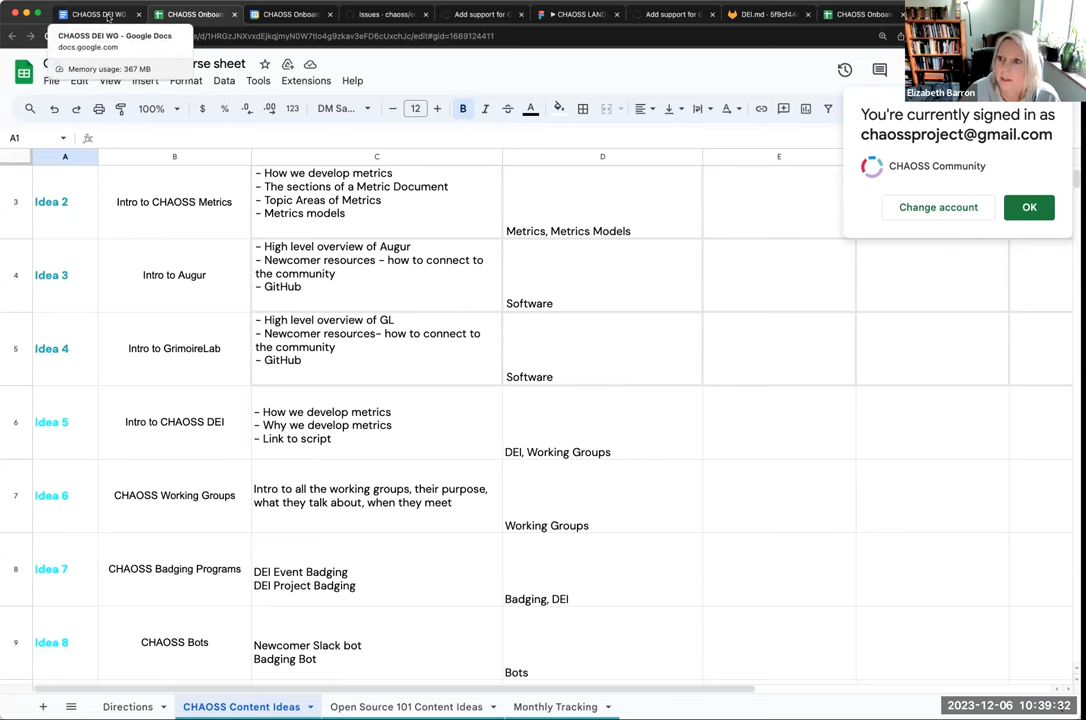 CHAOSS DEI WG
CHAOSS Onboar
CHAOSS Onboar
Issues · chaoss/e
Add support for G
CHAOSS LAND
Add support for G
DEI.md · 5f9cf44
CHAOSS Onboar
CHAOSS DEI WG - Google Docs
docs.google.com
Memory usage: 367 MB
rse sheet
File Edit View Insert Format Data Tools Extensions Help
100% $ % .0 .00 123 DM Sa... 12 B I A
A1 fx
A B C D E
3 Idea 2 Intro to CHAOSS Metrics
- How we develop metrics
- The sections of a Metric Document
- Topic Areas of Metrics
- Metrics models
Metrics, Metrics Models
4 Idea 3 Intro to Augur
- High level overview of Augur
- Newcomer resources - how to connect to
the community
- GitHub
Software
5 Idea 4 Intro to GrimoireLab
- High level overview of GL
- Newcomer resources- how to connect to
the community
- GitHub
Software
6 Idea 5 Intro to CHAOSS DEI
- How we develop metrics
- Why we develop metrics
- Link to script
DEI, Working Groups
7 Idea 6 CHAOSS Working Groups
Intro to all the working groups, their purpose,
what they talk about, when they meet
Working Groups
8 Idea 7 CHAOSS Badging Programs
DEI Event Badging
DEI Project Badging
Badging, DEI
9 Idea 8 CHAOSS Bots
Newcomer Slack bot
Badging Bot
Bots
Directions
CHAOSS Content Ideas
Open Source 101 Content Ideas
Monthly Tracking
Elizabeth Barron
You're currently signed in as
chaossproject@gmail.com
CHAOSS Community
Change account
OK
2023-12-06 10:39:32